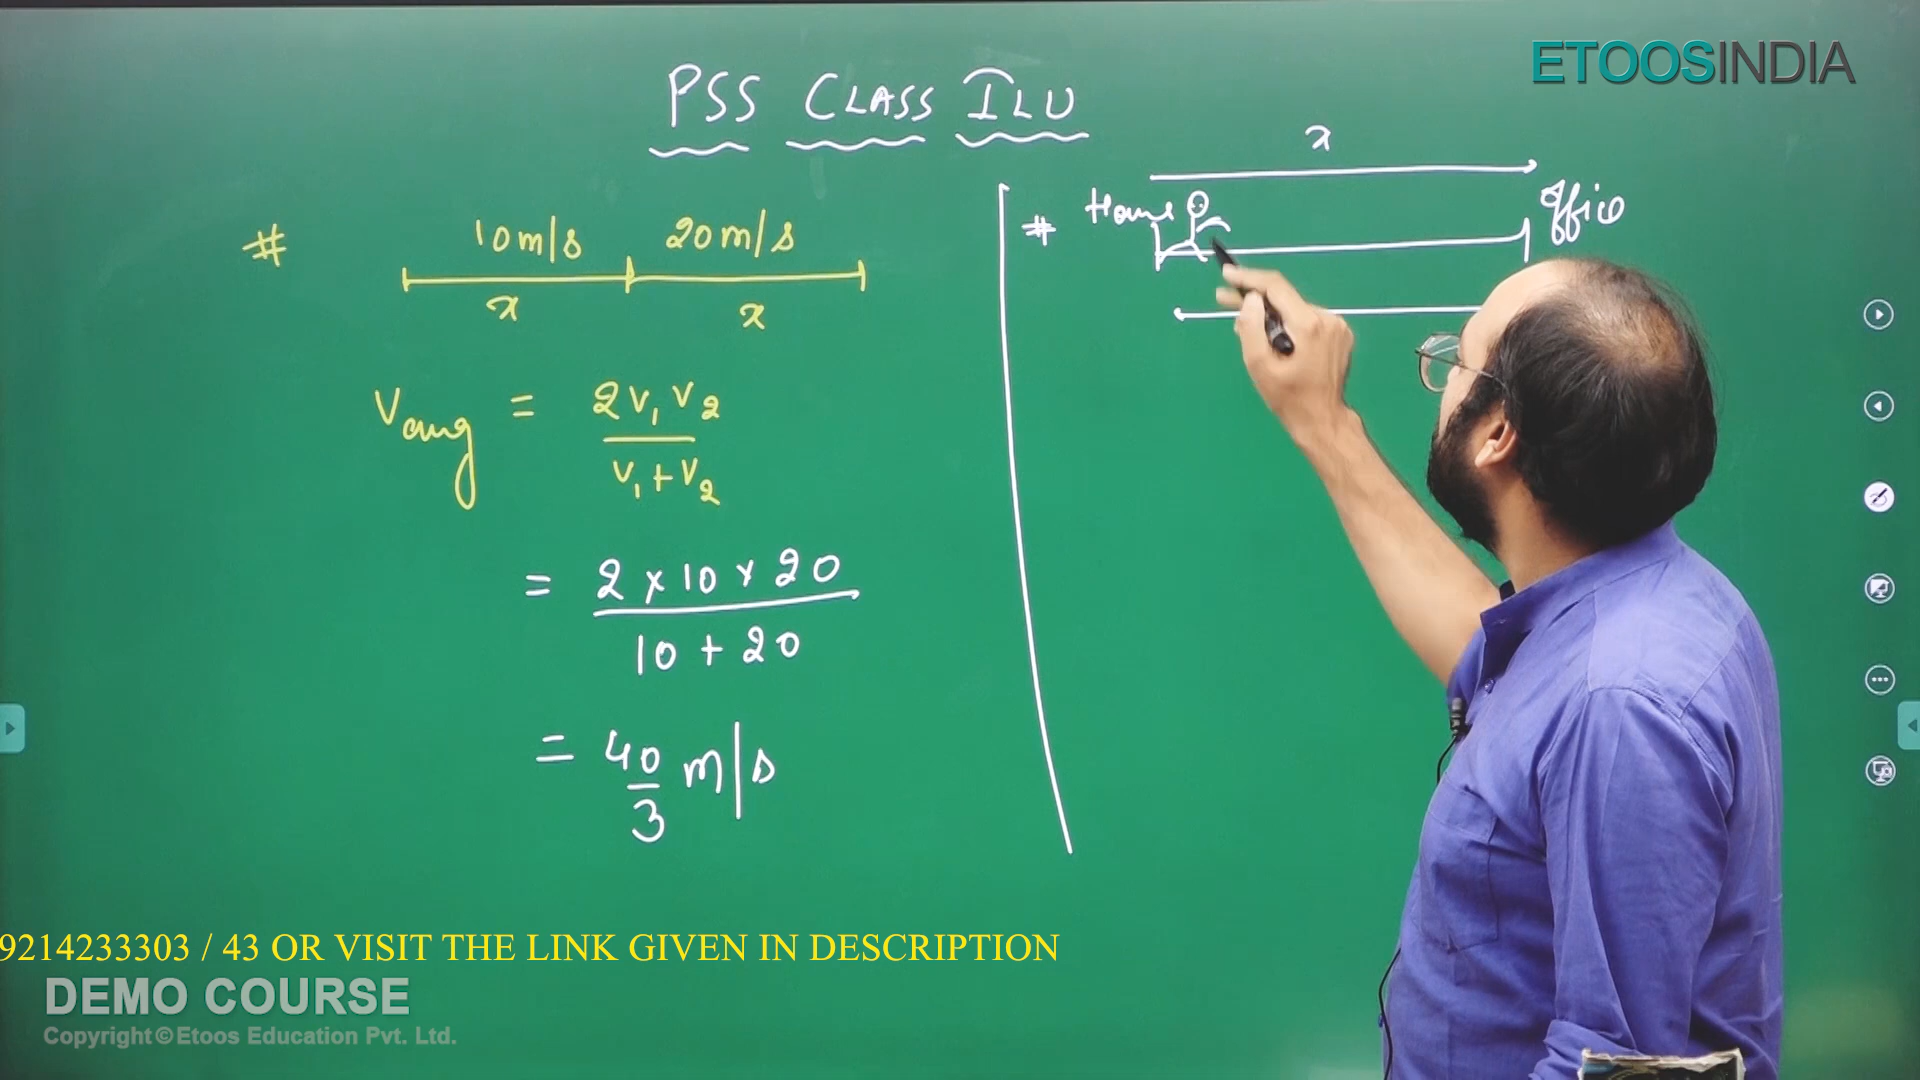 ETOOSINDIA
PSS CLASS ILU
# 10m/s 20m/s
x x
Vavg = 2V₁V₂
V₁+V₂
= 2 × 10 × 20
10 + 20
= 40 m/s
3
x
# Home Office
9214233303 / 43 OR VISIT THE LINK GIVEN IN DESCRIPTION
DEMO COURSE
Copyright © Etoos Education Pvt. Ltd.